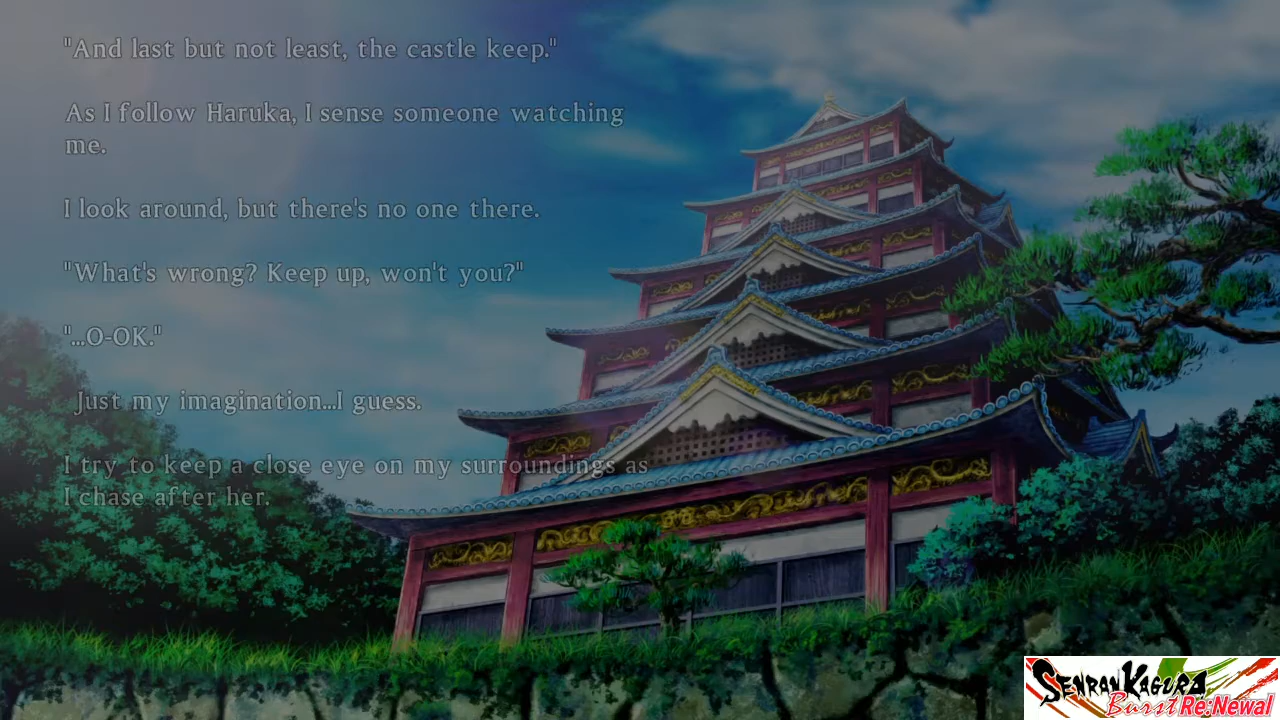 "And last but not least, the castle keep."
As I follow Haruka, I sense someone watching
me.
I look around, but there's no one there.
"What's wrong? Keep up, won't you?"
"...O-OK."
Just my imagination...I guess.
I try to keep a close eye on my surroundings as
I chase after her.
SENRAN KAGURA
Burst Re:Newal